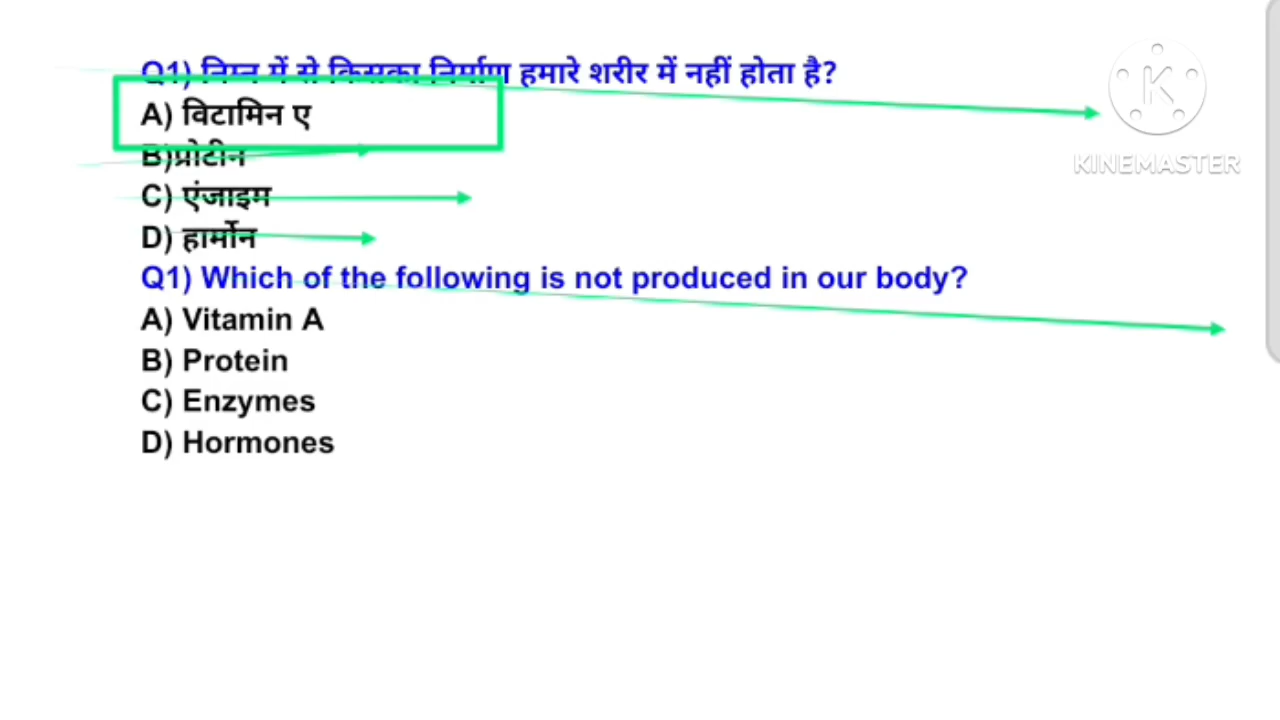 Q1) निम्न में से किसका निर्माण हमारे शरीर में नहीं होता है?
A) विटामिन ए
B)प्रोटीन
C) एंजाइम
D) हार्मोन
Q1) Which of the following is not produced in our body?
A) Vitamin A
B) Protein
C) Enzymes
D) Hormones
K
KINEMASTER